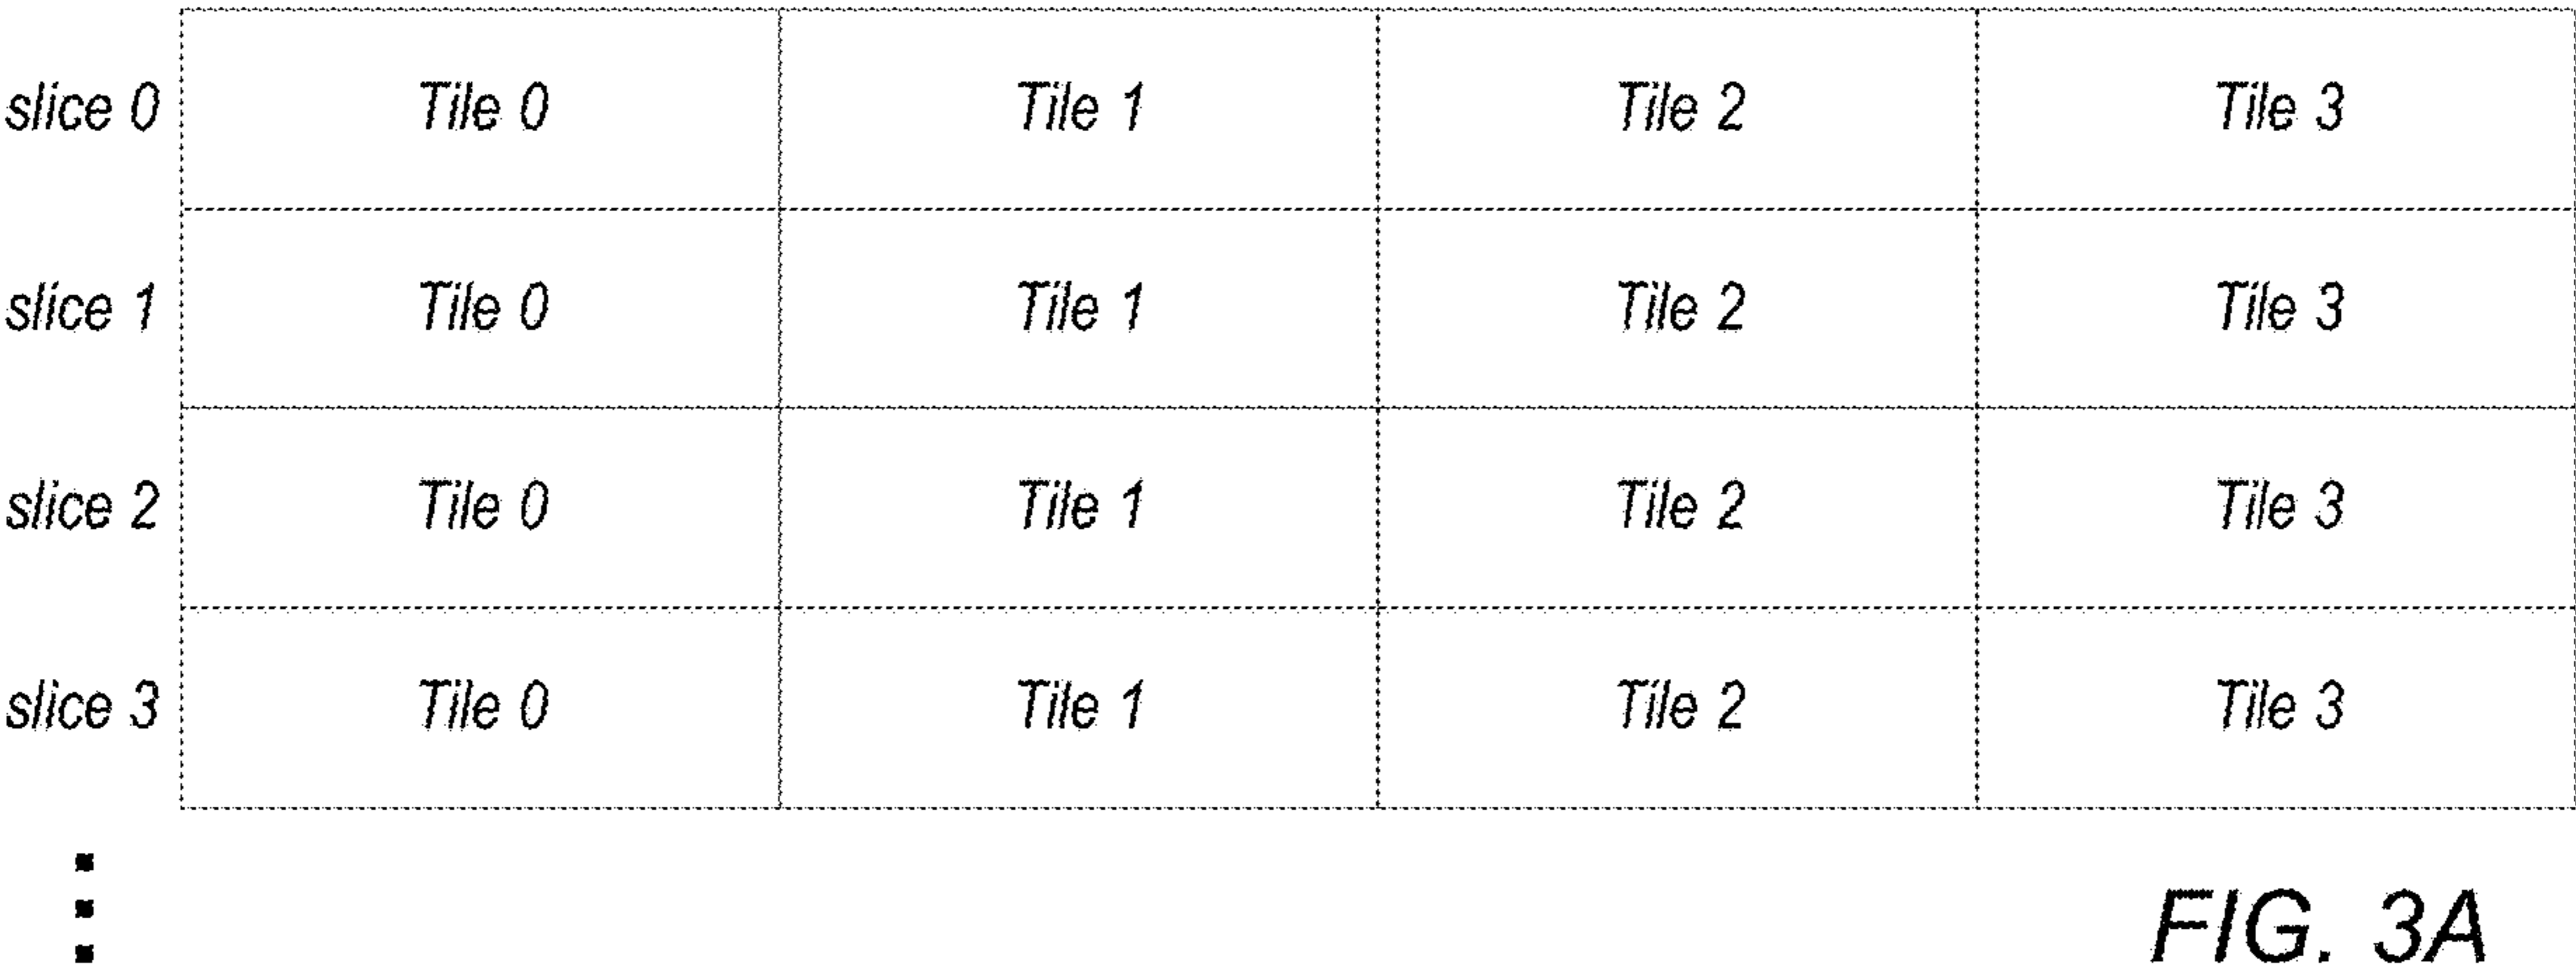 slice 0 Tile 0 Tile 1 Tile 2 Tile 3
slice 1 Tile 0 Tile 1 Tile 2 Tile 3
slice 2 Tile 0 Tile 1 Tile 2 Tile 3
slice 3 Tile 0 Tile 1 Tile 2 Tile 3
FIG. 3A